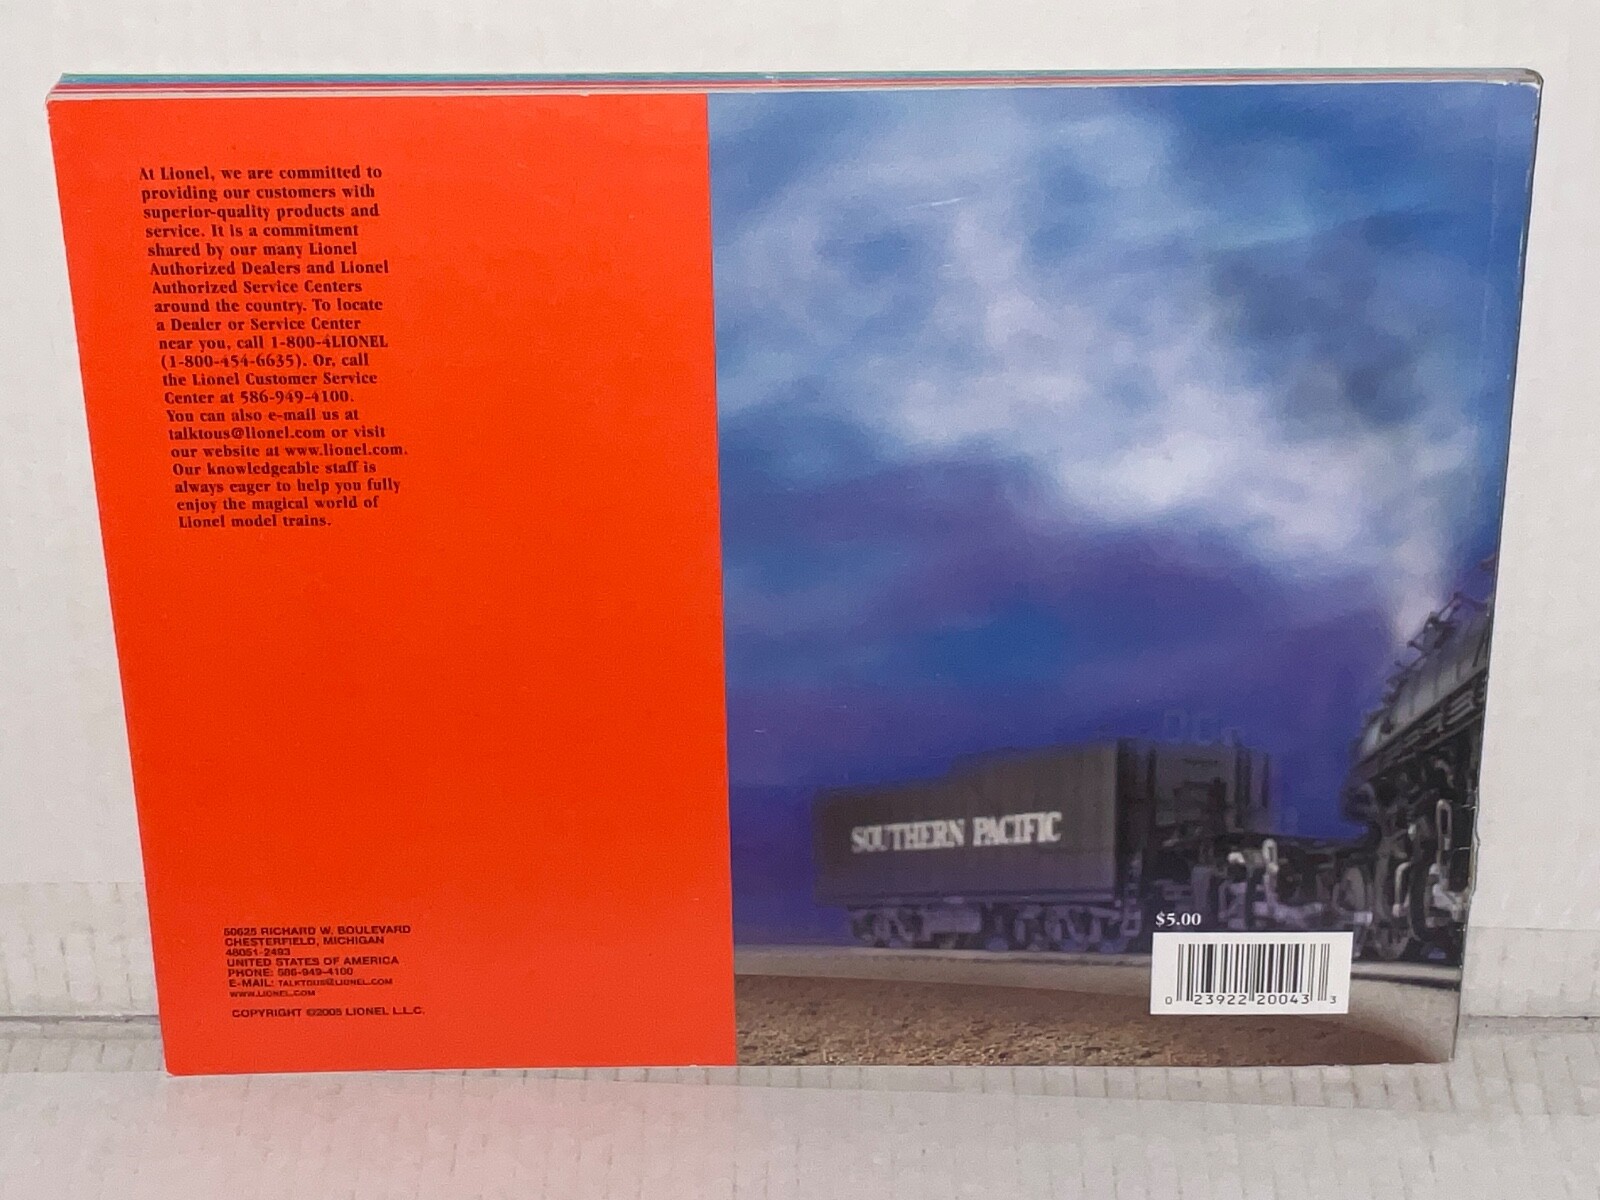 At Lionel, we are committed to
providing our customers with
superior-quality products and
service. It is a commitment
shared by our many Lionel
Authorized Dealers and Lionel
Authorized Service Centers
around the country. To locate
a Dealer or Service Center
near you, call 1-800-4LIONEL
(1-800-454-6635). Or, call
the Lionel Customer Service
Center at 586-949-4100.
You can also e-mail us at
talktous@lionel.com or visit
our website at www.lionel.com.
Our knowledgeable staff is
always eager to help you fully
enjoy the magical world of
Lionel model trains.
50625 RICHARD W. BOULEVARD
CHESTERFIELD, MICHIGAN
48051-2493
UNITED STATES OF AMERICA
PHONE: 586-949-4100
E-MAIL: TALKTOUS@LIONEL.COM
WWW.LIONEL.COM
COPYRIGHT ©2005 LIONEL L.L.C.
SOUTHERN PACIFIC
$5.00
0 23922 20043 3